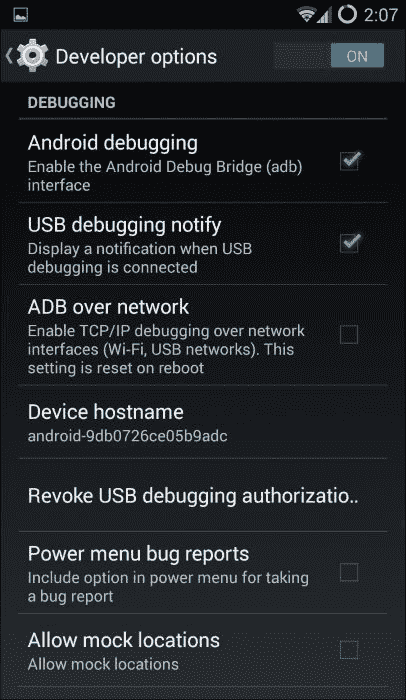 2:07
Developer options
ON
DEBUGGING
Android debugging
Enable the Android Debug Bridge (adb)
interface
USB debugging notify
Display a notification when USB
debugging is connected
ADB over network
Enable TCP/IP debugging over network
interfaces (Wi-Fi, USB networks). This
setting is reset on reboot
Device hostname
android-9db0726ce05b9adc
Revoke USB debugging authorizatio..
Power menu bug reports
Include option in power menu for taking
a bug report
Allow mock locations
Allow mock locations